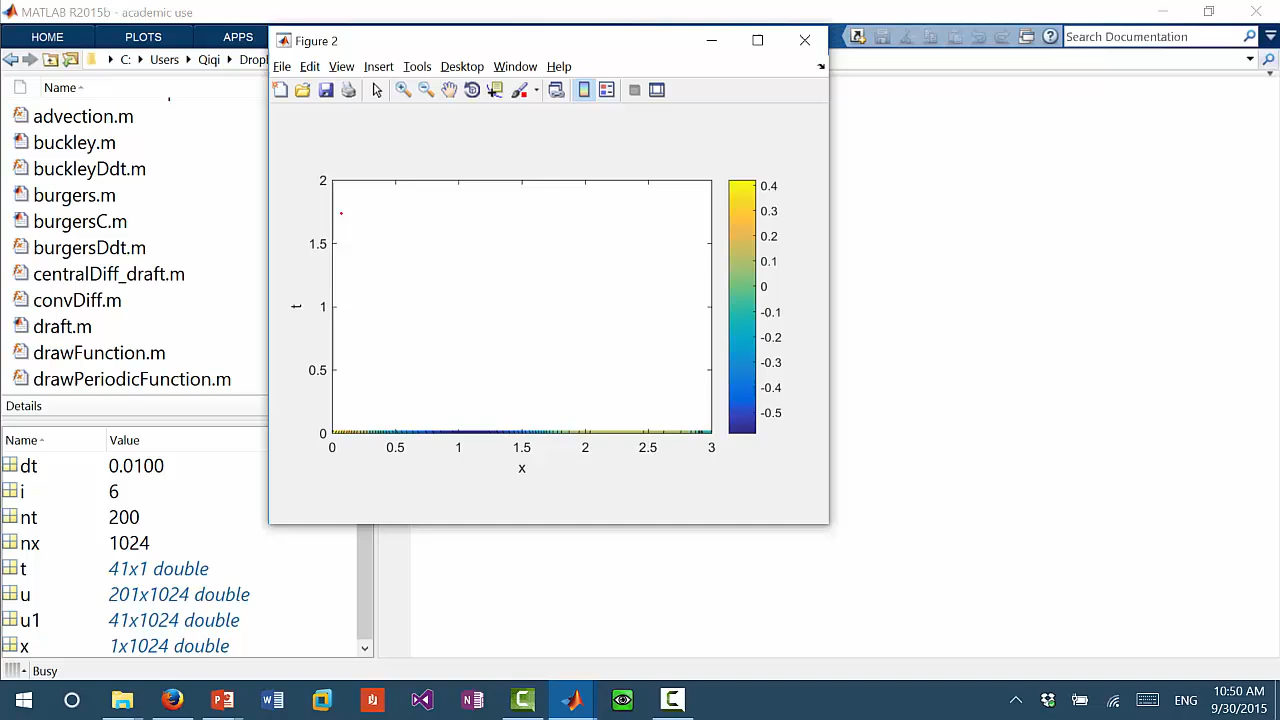 MATLAB R2015b - academic use
HOME PLOTS APPS
Search Documentation
C: Users Qiqi
Name
advection.m
buckley.m
buckleyDdt.m
burgers.m
burgersC.m
burgersDdt.m
centralDiff_draft.m
convDiff.m
draft.m
drawFunction.m
drawPeriodicFunction.m
Details
Name Value
dt 0.0100
i 6
nt 200
nx 1024
t 41x1 double
u 201x1024 double
u1 41x1024 double
x 1x1024 double
Busy
Figure 2
File Edit View Insert Tools Desktop Window Help
2
1.5
1
0.5
0
t
0 0.5 1 1.5 2 2.5 3
x
0.4
0.3
0.2
0.1
0
-0.1
-0.2
-0.3
-0.4
-0.5
ENG
10:50 AM
9/30/2015